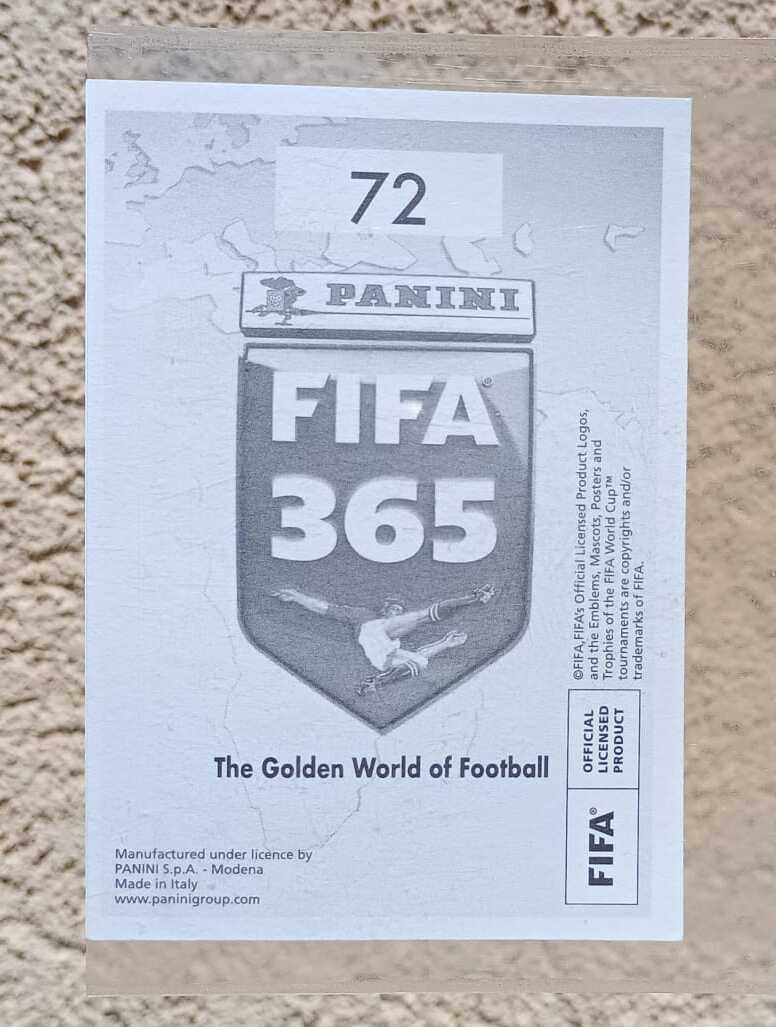 72
PANINI
FIFA®
365
The Golden World of Football
©FIFA,FIFA's Official Licensed Product Logos,
and the Emblems, Mascots, Posters and
Trophies of the FIFA World Cup™
tournaments are copyrights and/or
trademarks of FIFA.
OFFICIAL
LICENSED
PRODUCT
FIFA®
Manufactured under licence by
PANINI S.p.A. - Modena
Made in Italy
www.paninigroup.com